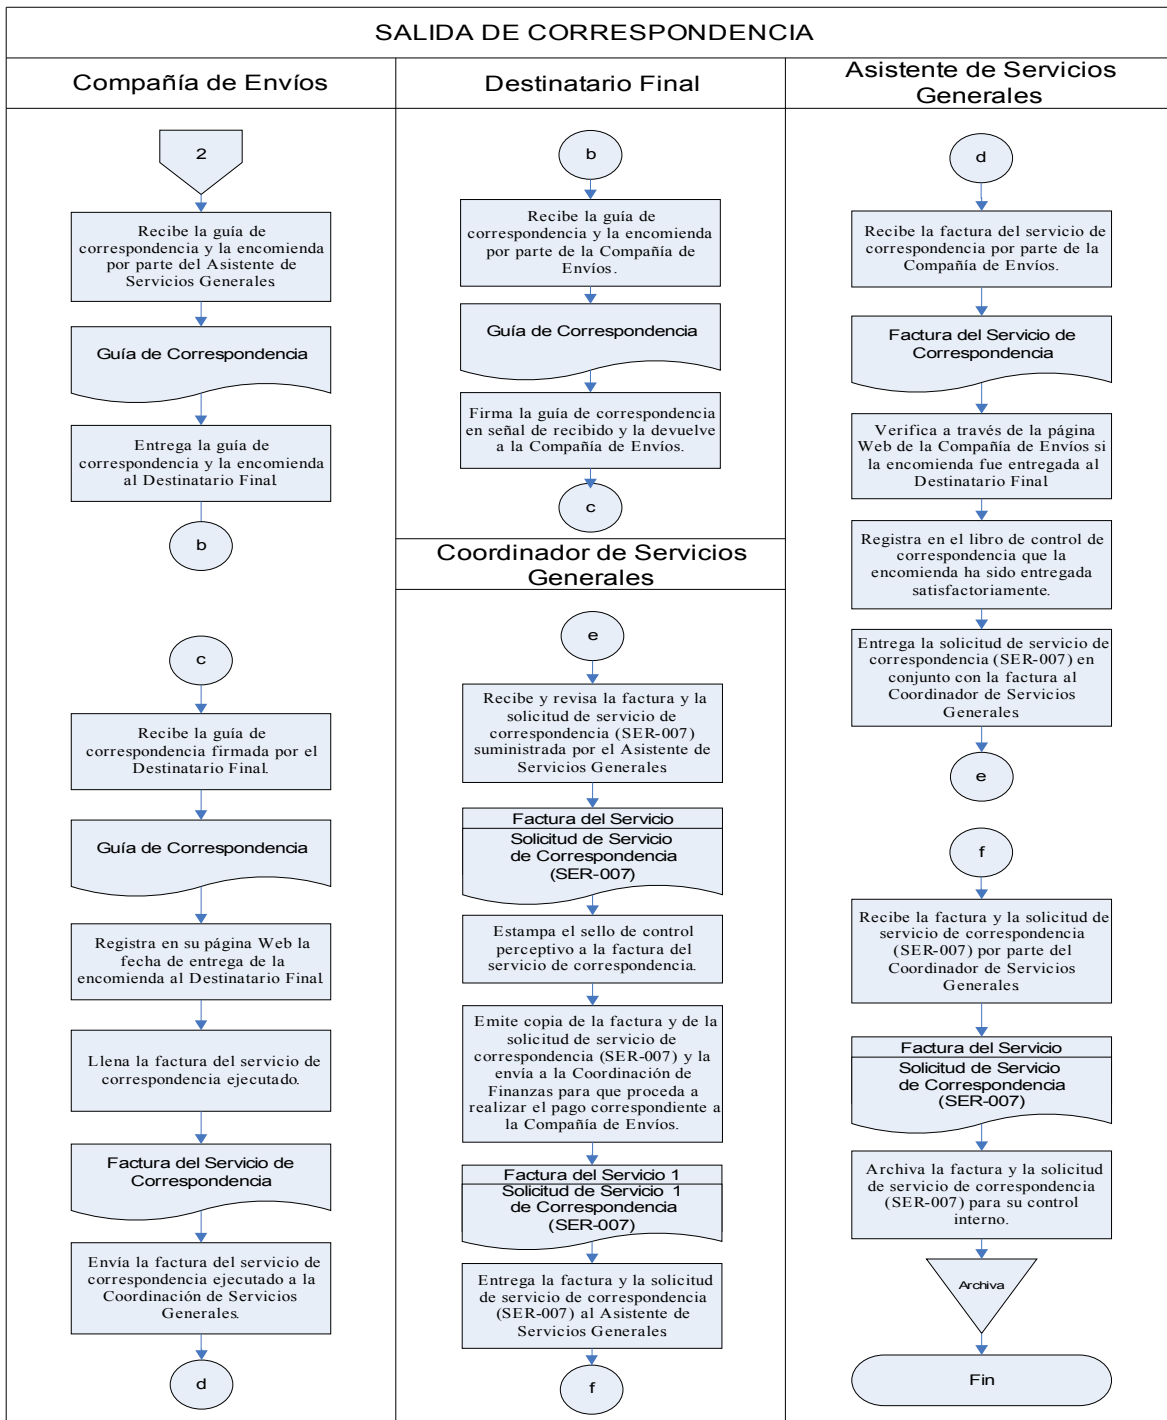 SALIDA DE CORRESPONDENCIA
Compañía de Envíos
2
Recibe la guía de
correspondencia y la encomienda
por parte del Asistente de
Servicios Generales
Guía de Correspondencia
Entrega la guía de
correspondencia y la encomienda
al Destinatario Final
b
c
Recibe la guía de
correspondencia firmada por el
Destinatario Final.
Guía de Correspondencia
Registra en su página Web la
fecha de entrega de la
encomienda al Destinatario Final
Llena la factura del servicio de
correspondencia ejecutado.
Factura del Servicio de
Correspondencia
Envía la factura del servicio de
correspondencia ejecutado a la
Coordinación de Servicios
Generales.
d
Destinatario Final
b
Recibe la guía de
correspondencia y la encomienda
por parte de la Compañía de
Envíos.
Guía de Correspondencia
Firma la guía de correspondencia
en señal de recibido y la devuelve
a la Compañía de Envíos.
c
Coordinador de Servicios
Generales
e
Recibe y revisa la factura y la
solicitud de servicio de
correspondencia (SER-007)
suministrada por el Asistente de
Servicios Generales
Factura del Servicio
Solicitud de Servicio
de Correspondencia
(SER-007)
Estampa el sello de control
perceptivo a la factura del
servicio de correspondencia.
Emite copia de la factura y de la
solicitud de servicio de
correspondencia (SER-007) y la
envía a la Coordinación de
Finanzas para que proceda a
realizar el pago correspondiente a
la Compañía de Envíos.
Factura del Servicio 1
Solicitud de Servicio 1
de Correspondencia
(SER-007)
Entrega la factura y la solicitud
de servicio de correspondencia
(SER-007) al Asistente de
Servicios Generales
f
Asistente de Servicios
Generales
d
Recibe la factura del servicio de
correspondencia por parte de la
Compañía de Envíos.
Factura del Servicio de
Correspondencia
Verifica a través de la página
Web de la Compañía de Envíos si
la encomienda fue entregada al
Destinatario Final
Registra en el libro de control de
correspondencia que la
encomienda ha sido entregada
satisfactoriamente.
Entrega la solicitud de servicio de
correspondencia (SER-007) en
conjunto con la factura al
Coordinador de Servicios
Generales
e
f
Recibe la factura y la solicitud de
servicio de correspondencia
(SER-007) por parte del
Coordinador de Servicios
Generales
Factura del Servicio
Solicitud de Servicio
de Correspondencia
(SER-007)
Archiva la factura y la solicitud
de servicio de correspondencia
(SER-007) para su control
interno.
Archiva
Fin